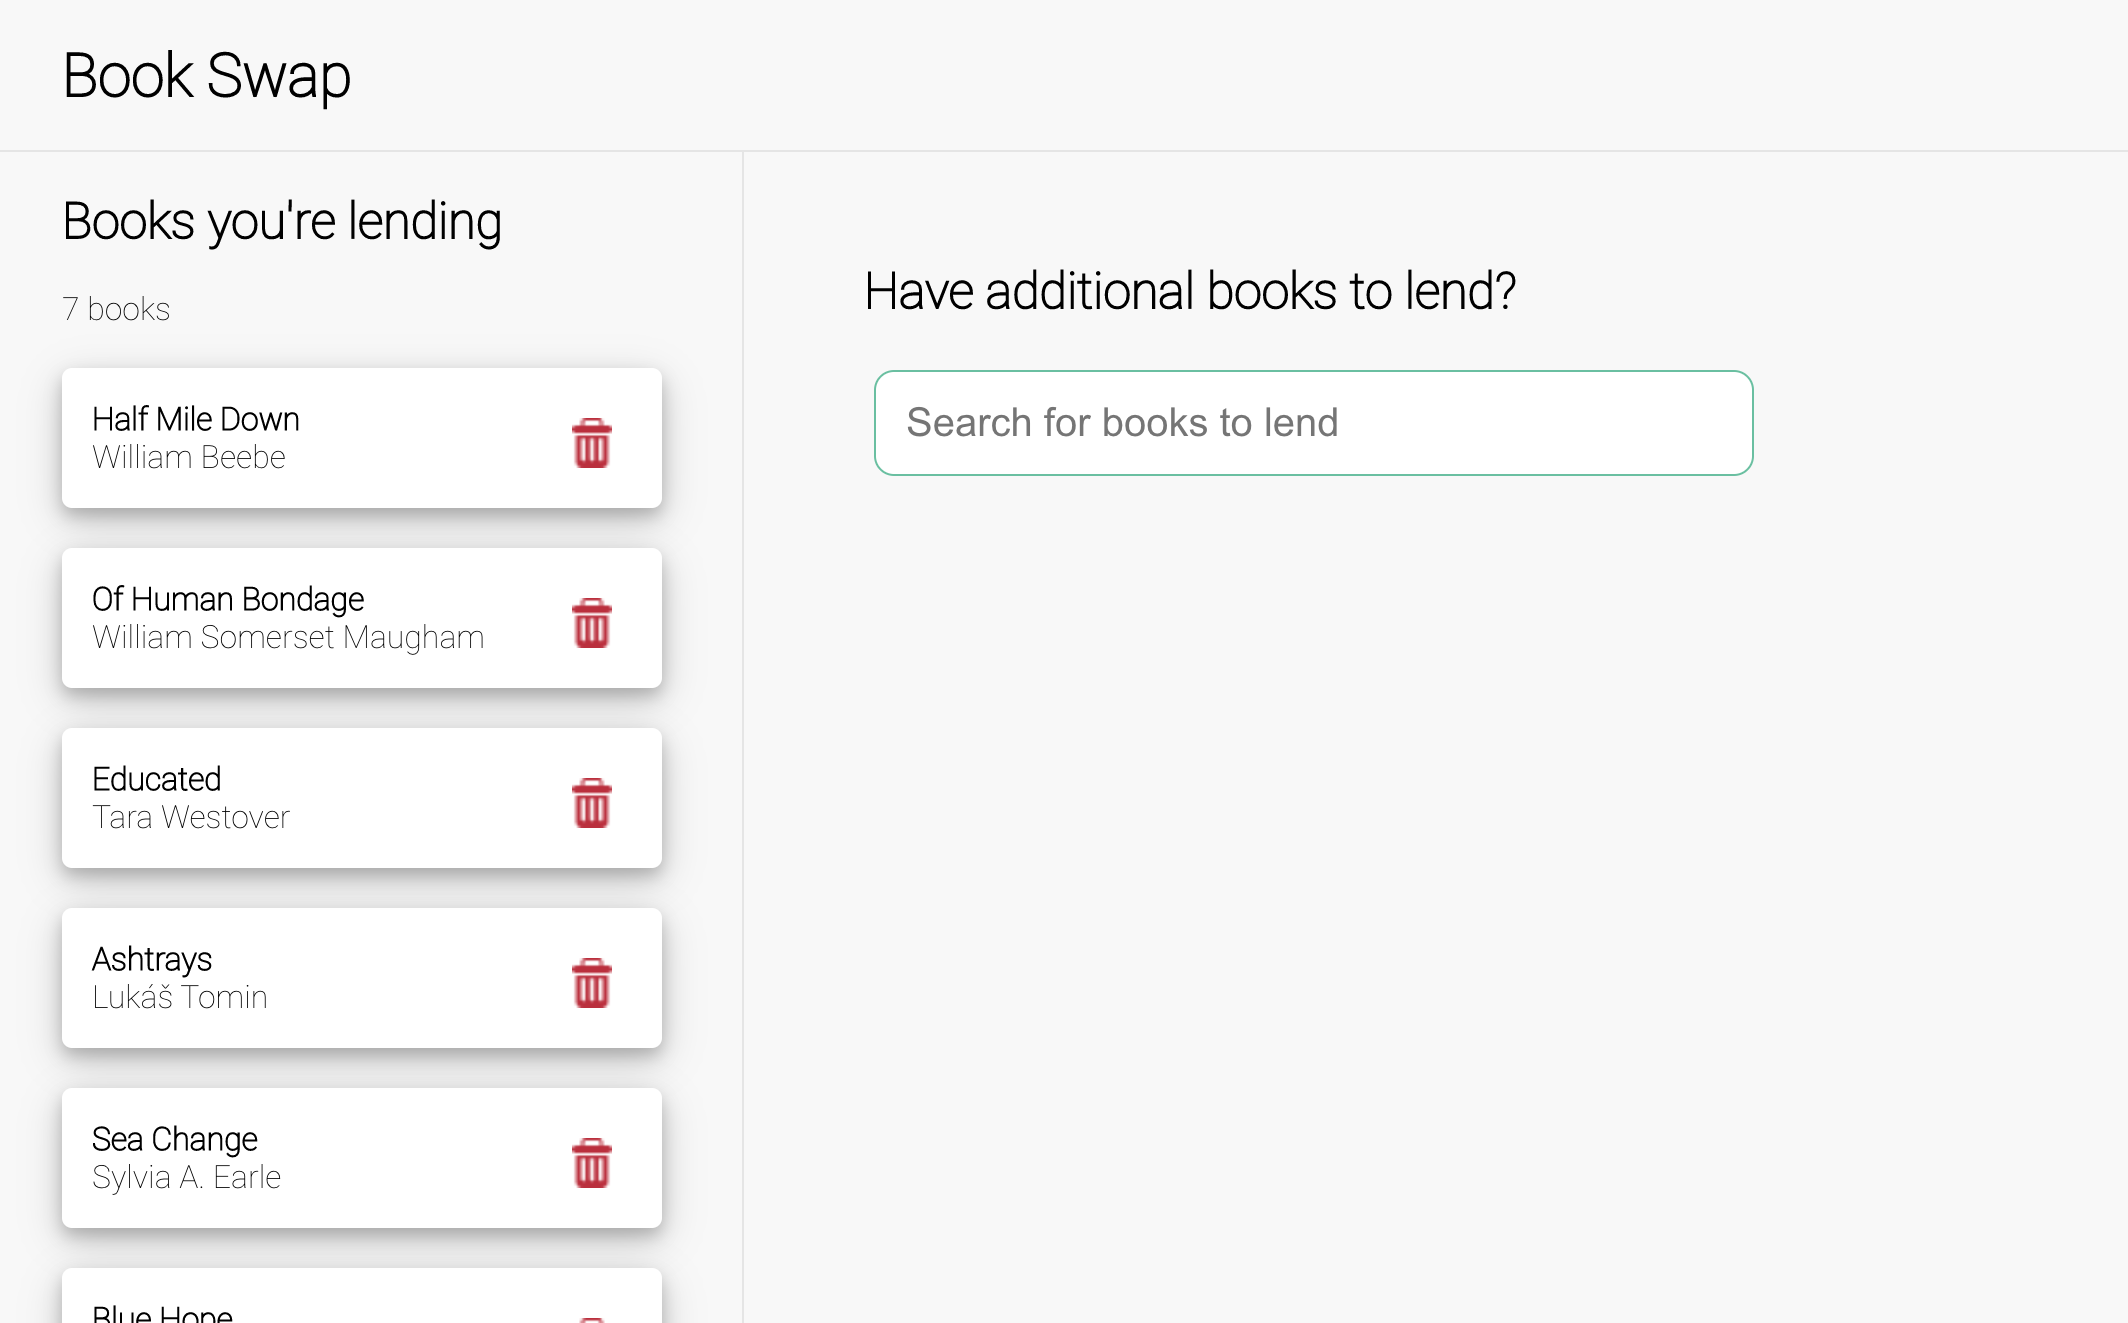 Book Swap
Books you're lending
7 books
Half Mile Down
William Beebe
Of Human Bondage
William Somerset Maugham
Educated
Tara Westover
Ashtrays
Lukáš Tomin
Sea Change
Sylvia A. Earle
Blue Hope
Have additional books to lend?
Search for books to lend